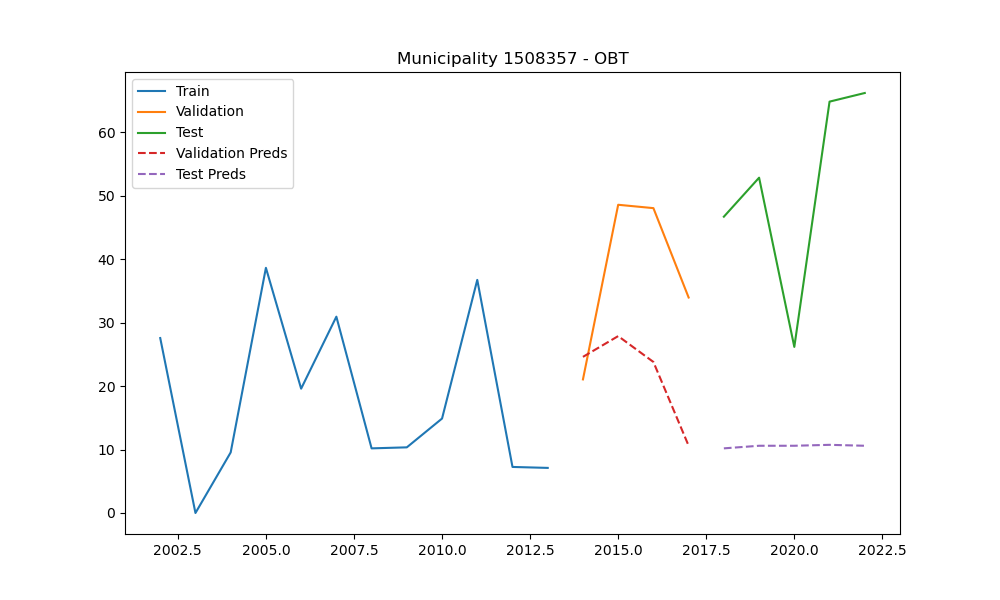 Municipality 1508357 - OBT
Train
Validation
Test
Validation Preds
Test Preds
60
50
40
30
20
10
0
2002.5 2005.0 2007.5 2010.0 2012.5 2015.0 2017.5 2020.0 2022.5